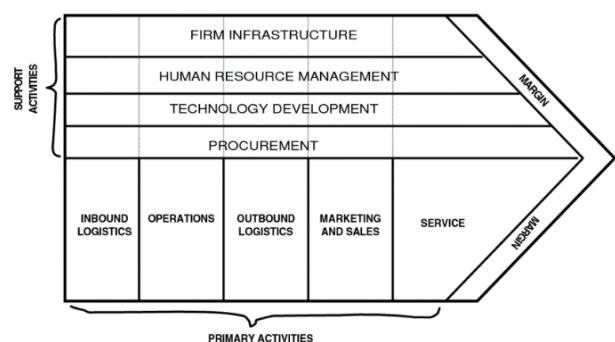 FIRM INFRASTRUCTURE
HUMAN RESOURCE MANAGEMENT
TECHNOLOGY DEVELOPMENT
PROCUREMENT
SUPPORT
ACTIVITIES
MARGIN
INBOUND
LOGISTICS
OPERATIONS
OUTBOUND
LOGISTICS
MARKETING
AND SALES
SERVICE
MARGIN
PRIMARY ACTIVITIES